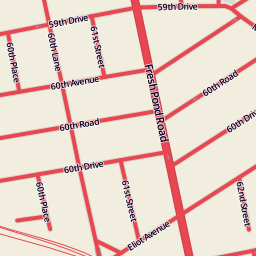 59th Drive
59th Drive
60th Place
60th Lane
61st Street
60th Avenue
Fresh Pond Road
60th Road
60th Road
60th Drive
60th Drive
60th Place
61st Street
62nd Street
Eliot Avenue